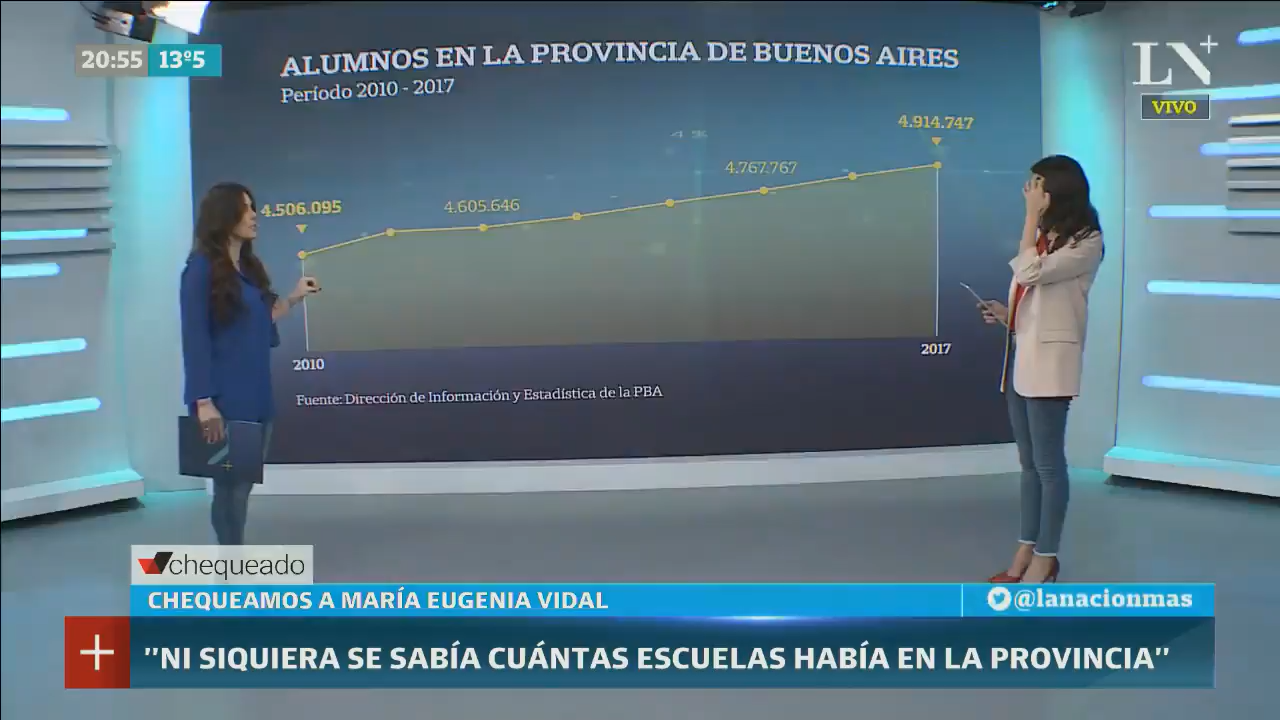 20:55 13º5
LN+
VIVO
ALUMNOS EN LA PROVINCIA DE BUENOS AIRES
Período 2010 - 2017
4.506.095
4.605.646
4.767.767
4.914.747
2010
2017
Fuente: Dirección de Información y Estadística de la PBA
chequeado
CHEQUEAMOS A MARÍA EUGENIA VIDAL
@lanacionmas
+
"NI SIQUIERA SE SABÍA CUÁNTAS ESCUELAS HABÍA EN LA PROVINCIA"